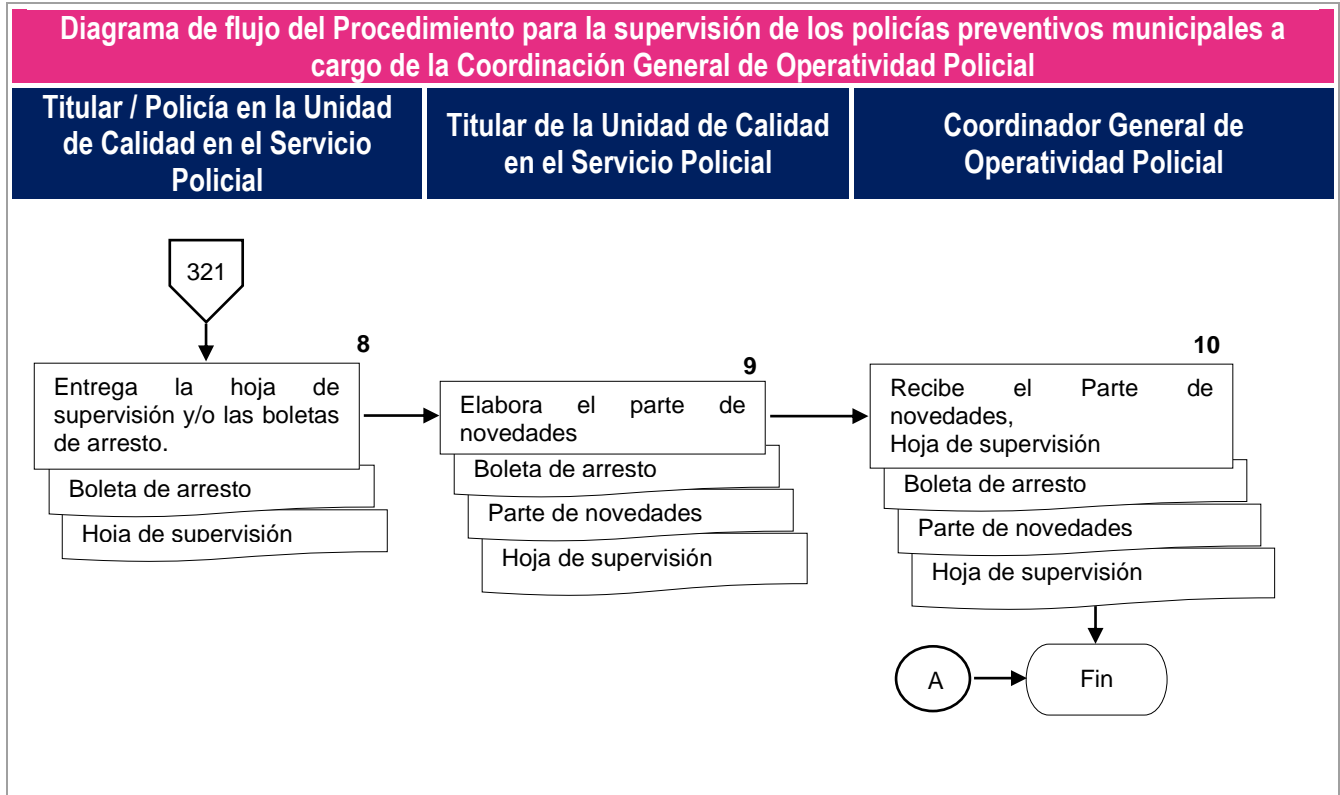 Diagrama de flujo del Procedimiento para la supervisión de los policías preventivos municipales a
cargo de la Coordinación General de Operatividad Policial
Titular / Policía en la Unidad
de Calidad en el Servicio
Policial
Titular de la Unidad de Calidad
en el Servicio Policial
Coordinador General de
Operatividad Policial
321
8
Entrega la hoja de
supervisión y/o las boletas
de arresto.
Boleta de arresto
Hoja de supervisión
9
Elabora el parte de
novedades
Boleta de arresto
Parte de novedades
Hoja de supervisión
10
Recibe el Parte de
novedades,
Hoja de supervisión
Boleta de arresto
Parte de novedades
Hoja de supervisión
A
Fin